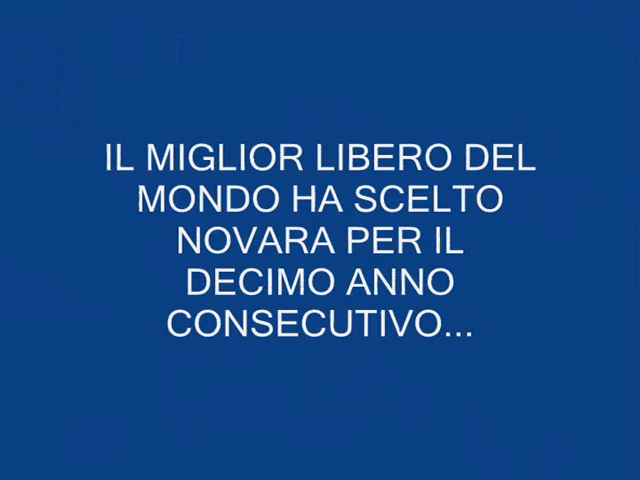 IL MIGLIOR LIBERO DEL
MONDO HA SCELTO
NOVARA PER IL
DECIMO ANNO
CONSECUTIVO...